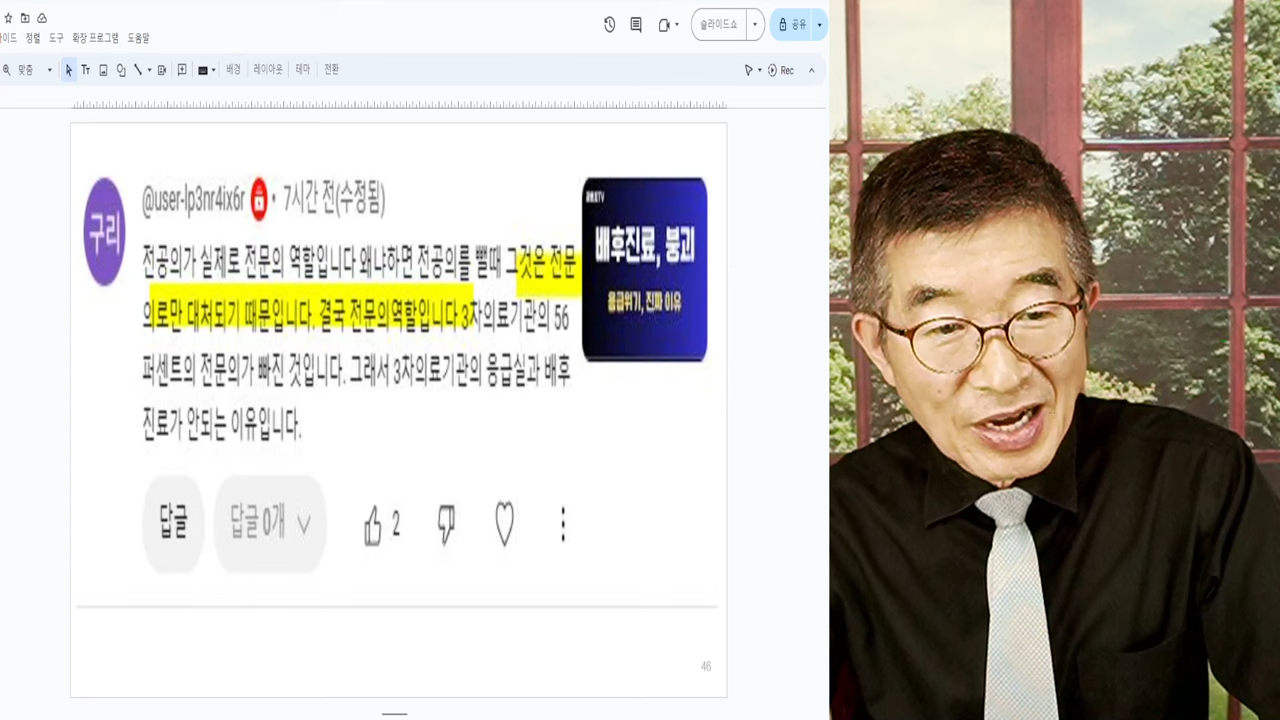 이드 정렬 도구 확장 프로그램 도움말
슬라이드쇼
공유
맞춤
배경 레이아웃 테마 전환
Rec
구리
@user-lp3nr4ix6r · 7시간 전(수정됨)
전공의가 실제로 전문의 역할입니다 왜냐하면 전공의를 뺄때 그것은 전문
의로만 대처되기 때문입니다. 결국 전문의역할입니다 3차의료기관의 56
퍼센트의 전문의가 빠진 것입니다. 그래서 3차의료기관의 응급실과 배후
진료가 안되는 이유입니다.
배후진료, 붕괴
응급위기, 진짜 이유
답글
답글 0개
2
46